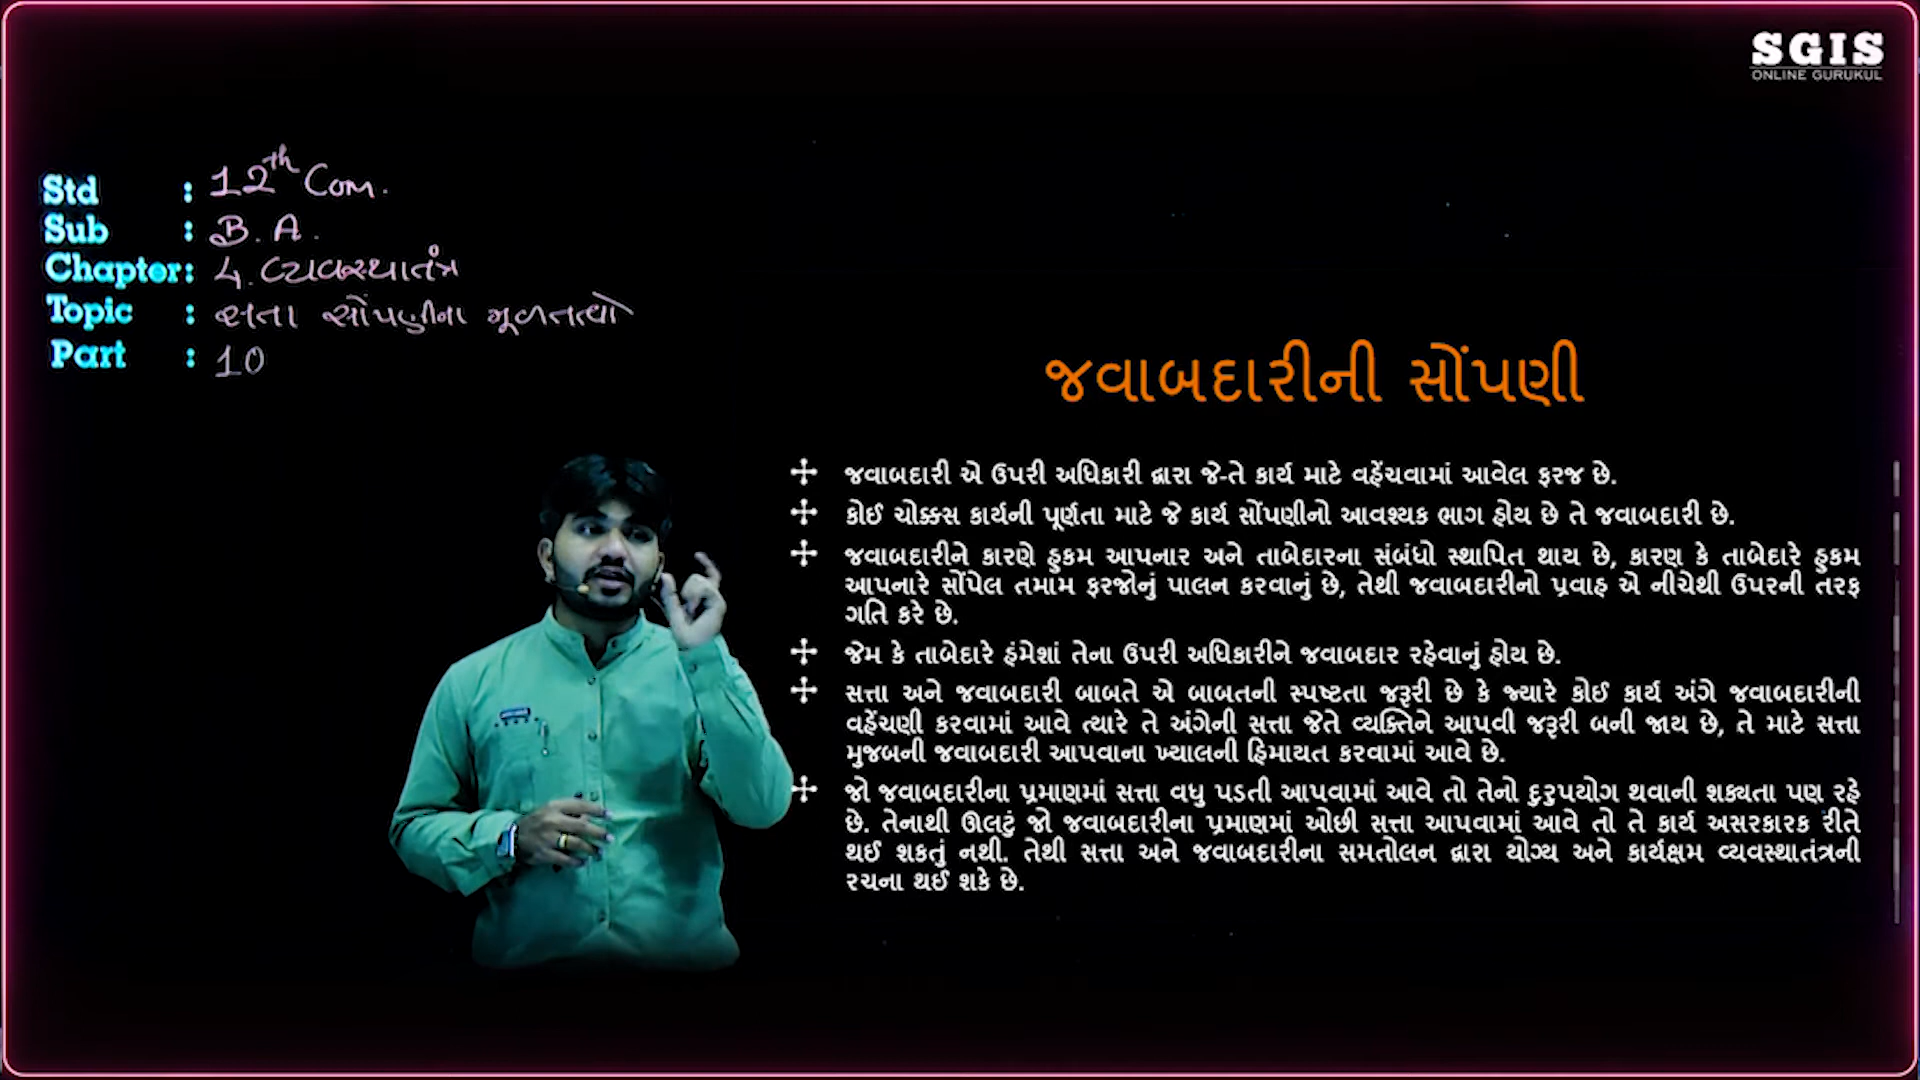 SGIS
ONLINE GURUKUL
Std : 12th Com.
Sub : B. A.
Chapter: 4. વ્યવસ્થાતંત્ર
Topic : સતા સોંપણીના મૂળતત્વો
Part : 10
જવાબદારીની સોંપણી
જવાબદારી એ ઉપરી અધિકારી દ્વારા જે-તે કાર્ય માટે વહેંચવામાં આવેલ ફરજ છે.
કોઈ ચોક્કસ કાર્યની પૂર્ણતા માટે જે કાર્ય સોંપણીનો આવશ્યક ભાગ હોય છે તે જવાબદારી છે.
જવાબદારીને કારણે હુકમ આપનાર અને તાબેદારના સંબંધો સ્થાપિત થાય છે, કારણ કે તાબેદારે હુકમ
આપનારે સોંપેલ તમામ ફરજોનું પાલન કરવાનું છે, તેથી જવાબદારીનો પ્રવાહ એ નીચેથી ઉપરની તરફ
ગતિ કરે છે.
જેમ કે તાબેદારે હંમેશાં તેના ઉપરી અધિકારીને જવાબદાર રહેવાનું હોય છે.
સત્તા અને જવાબદારી બાબતે એ બાબતની સ્પષ્ટતા જરૂરી છે કે જ્યારે કોઈ કાર્ય અંગે જવાબદારીની
વહેંચણી કરવામાં આવે ત્યારે તે અંગેની સત્તા જેતે વ્યક્તિને આપવી જરૂરી બની જાય છે, તે માટે સત્તા
મુજબની જવાબદારી આપવાના ખ્યાલની હિમાયત કરવામાં આવે છે.
જો જવાબદારીના પ્રમાણમાં સત્તા વધુ પડતી આપવામાં આવે તો તેનો દુરુપયોગ થવાની શક્યતા પણ રહે
છે. તેનાથી ઊલટું જો જવાબદારીના પ્રમાણમાં ઓછી સત્તા આપવામાં આવે તો તે કાર્ય અસરકારક રીતે
થઈ શકતું નથી. તેથી સત્તા અને જવાબદારીના સમતોલન દ્વારા યોગ્ય અને કાર્યક્ષમ વ્યવસ્થાતંત્રની
રચના થઈ શકે છે.